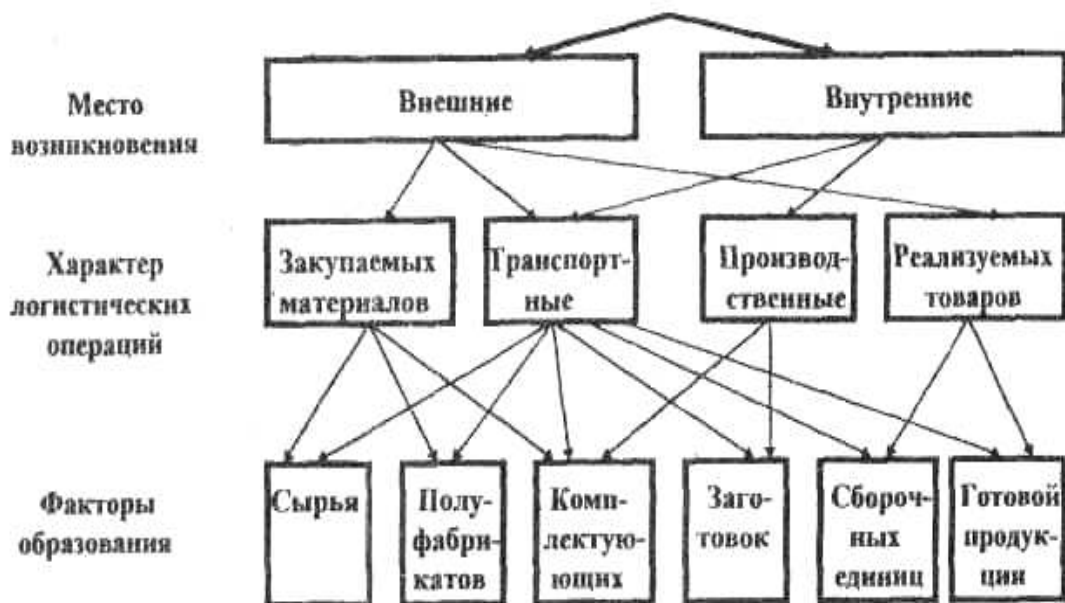 Место
возникновения
Внешние
Внутренние
Характер
логистических
операций
Закупаемых
материалов
Транспорт-
ные
Производ-
ственные
Реализуемых
товаров
Факторы
образования
Сырья
Полу-
фабри-
катов
Комп-
лектую-
ющих
Заго-
товок
Сбороч-
ных
единиц
Готовой
продук-
ции